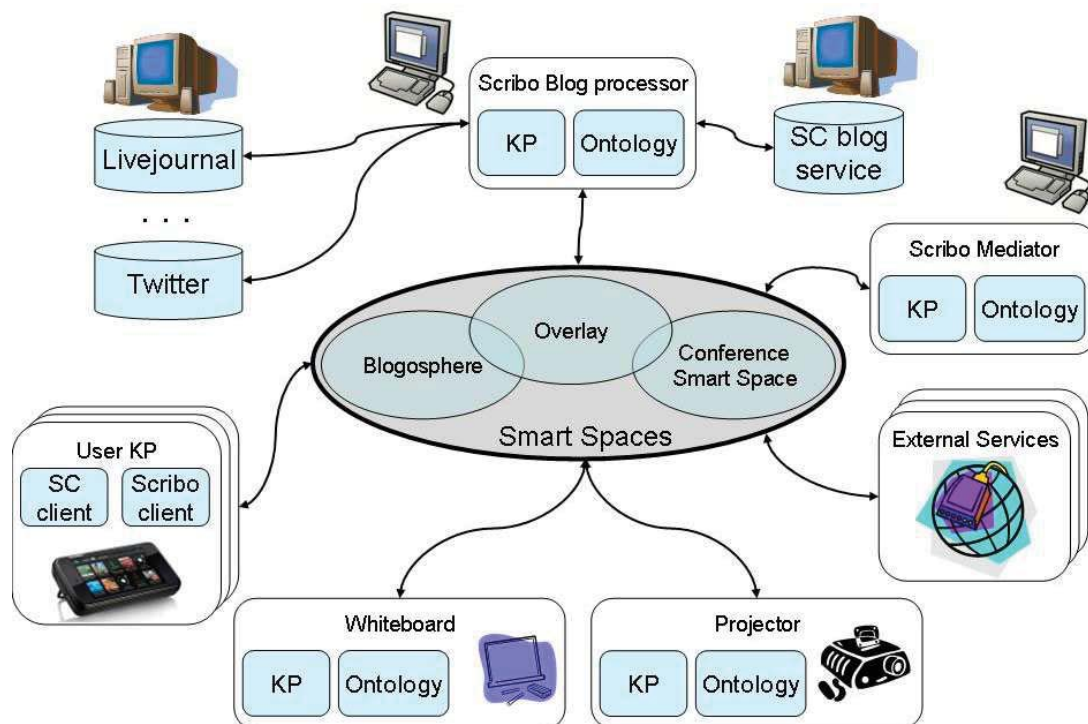 Scribo Blog processor
KP
Ontology
Livejournal
. . .
Twitter
SC blog
service
Scribo Mediator
KP
Ontology
Overlay
Blogosphere
Conference
Smart Space
Smart Spaces
User KP
SC
client
Scribo
client
External Services
Whiteboard
KP
Ontology
Projector
KP
Ontology